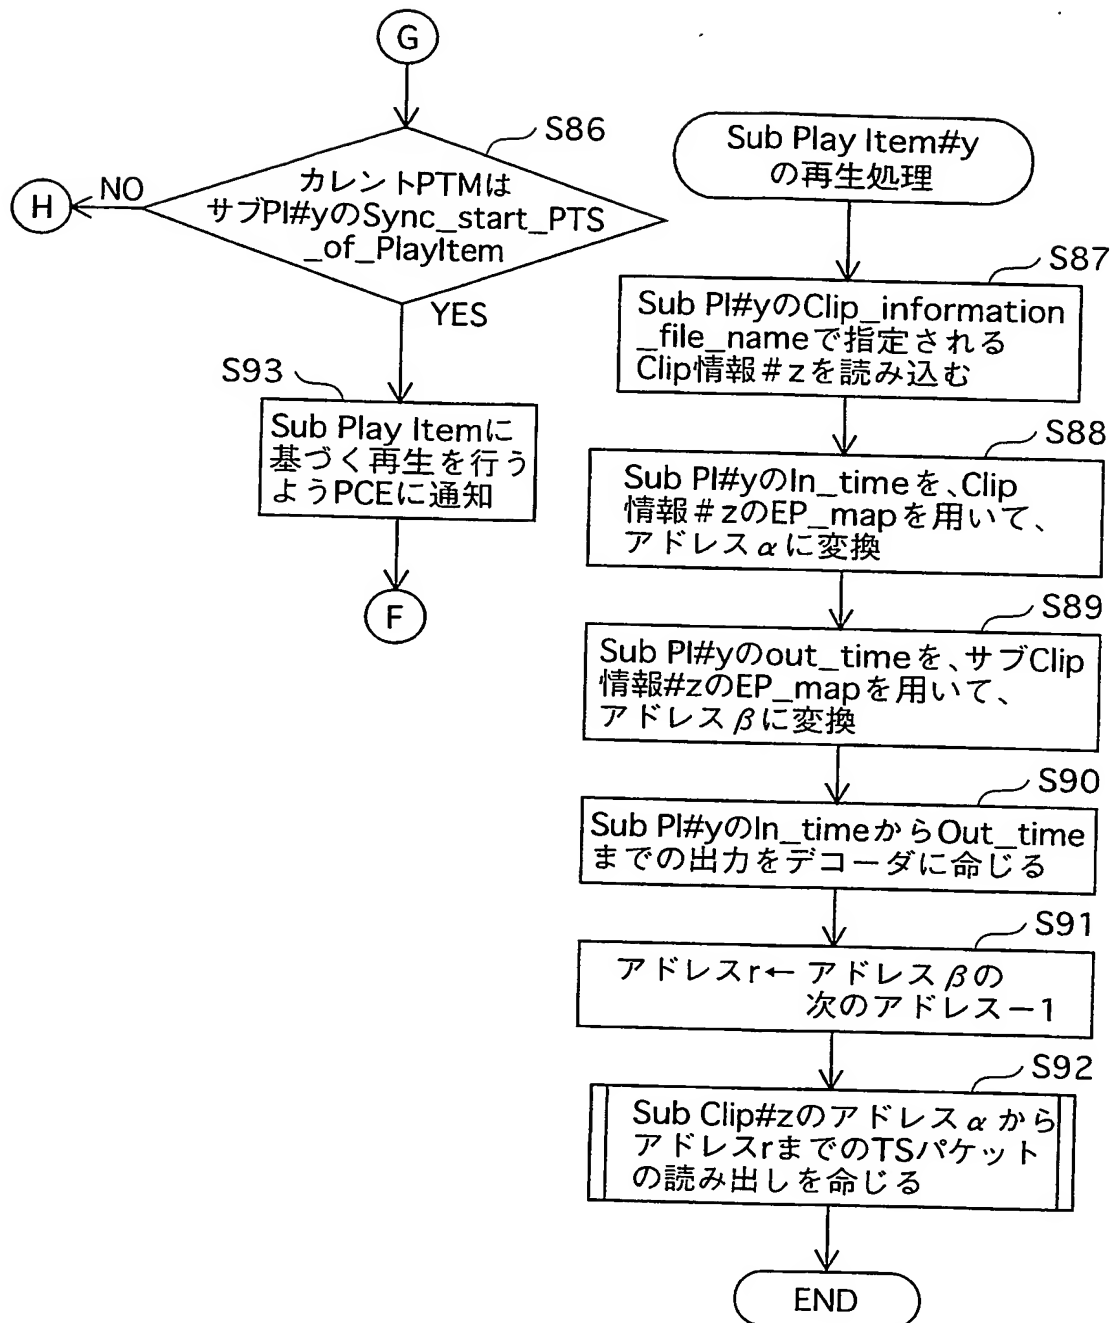 G
S86
カレントPTMは
サブPI#yのSync_start_PTS
_of_PlayItem
NO
H
YES
S93
Sub Play Itemに
基づく再生を行う
ようPCEに通知
F
Sub Play Item#y
の再生処理
S87
Sub PI#yのClip_information
_file_nameで指定される
Clip情報#zを読み込む
S88
Sub PI#yのIn_timeを、Clip
情報#zのEP_mapを用いて、
アドレスαに変換
S89
Sub PI#yのout_timeを、サブClip
情報#zのEP_mapを用いて、
アドレスβに変換
S90
Sub PI#yのIn_timeからOut_time
までの出力をデコーダに命じる
S91
アドレスr← アドレスβの
次のアドレス－1
S92
Sub Clip#zのアドレスαから
アドレスrまでのTSパケット
の読み出しを命じる
END